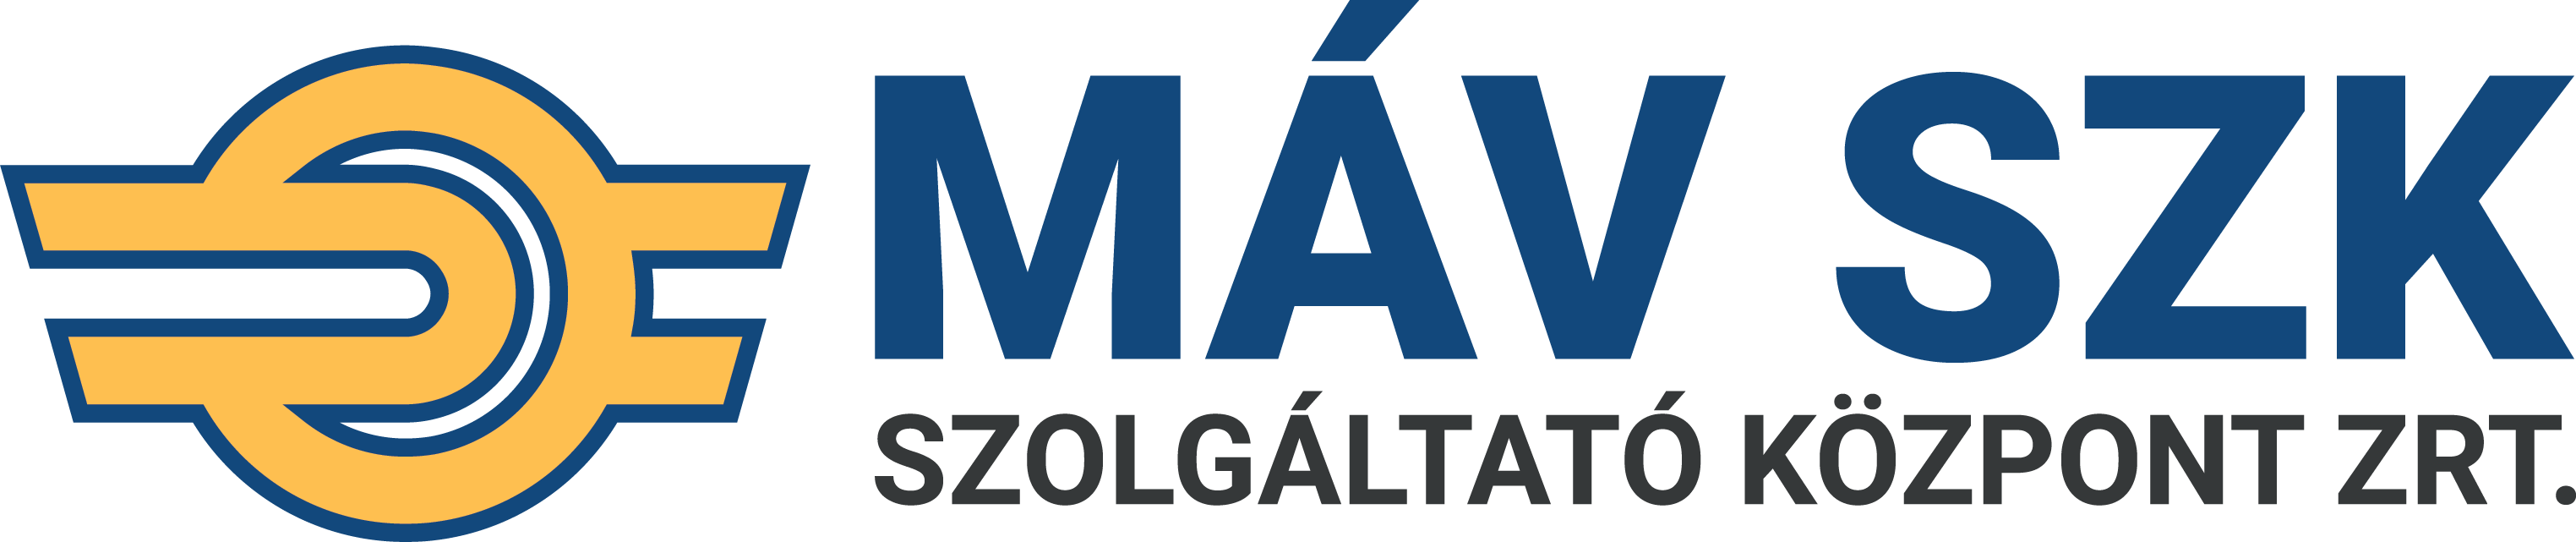 MÁV SZK
SZOLGÁLTATÓ KÖZPONT ZRT.